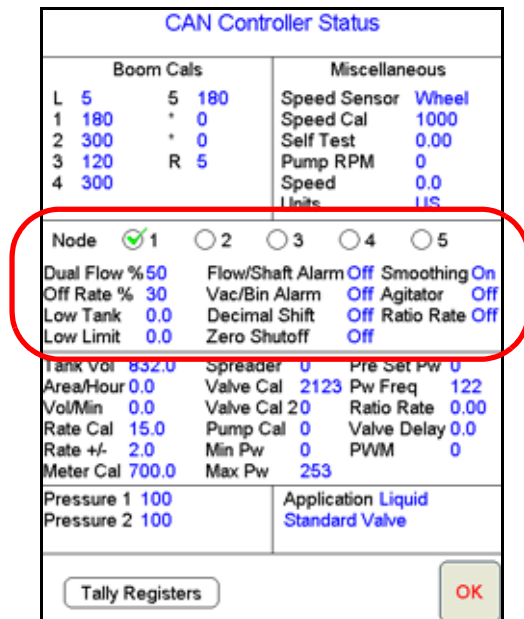 CAN Controller Status
Boom Cals
L 5 5 180
1 180 * 0
2 300 * 0
3 120 R 5
4 300
Miscellaneous
Speed Sensor Wheel
Speed Cal 1000
Self Test 0.00
Pump RPM 0
Speed 0.0
Units US
Node 1 2 3 4 5
Dual Flow % 50 Flow/Shaft Alarm Off Smoothing On
Off Rate % 30 Vac/Bin Alarm Off Agitator Off
Low Tank 0.0 Decimal Shift Off Ratio Rate Off
Low Limit 0.0 Zero Shutoff Off
Tank Vol 832.0 Spreader 0 Pre Set Pw 0
Area/Hour 0.0 Valve Cal 2123 Pw Freq 122
Vol/Min 0.0 Valve Cal 2 0 Ratio Rate 0.00
Rate Cal 15.0 Pump Cal 0 Valve Delay 0.0
Rate +/- 2.0 Min Pw 0 PWM 0
Meter Cal 700.0 Max Pw 253
Pressure 1 100
Pressure 2 100
Application Liquid
Standard Valve
Tally Registers
OK